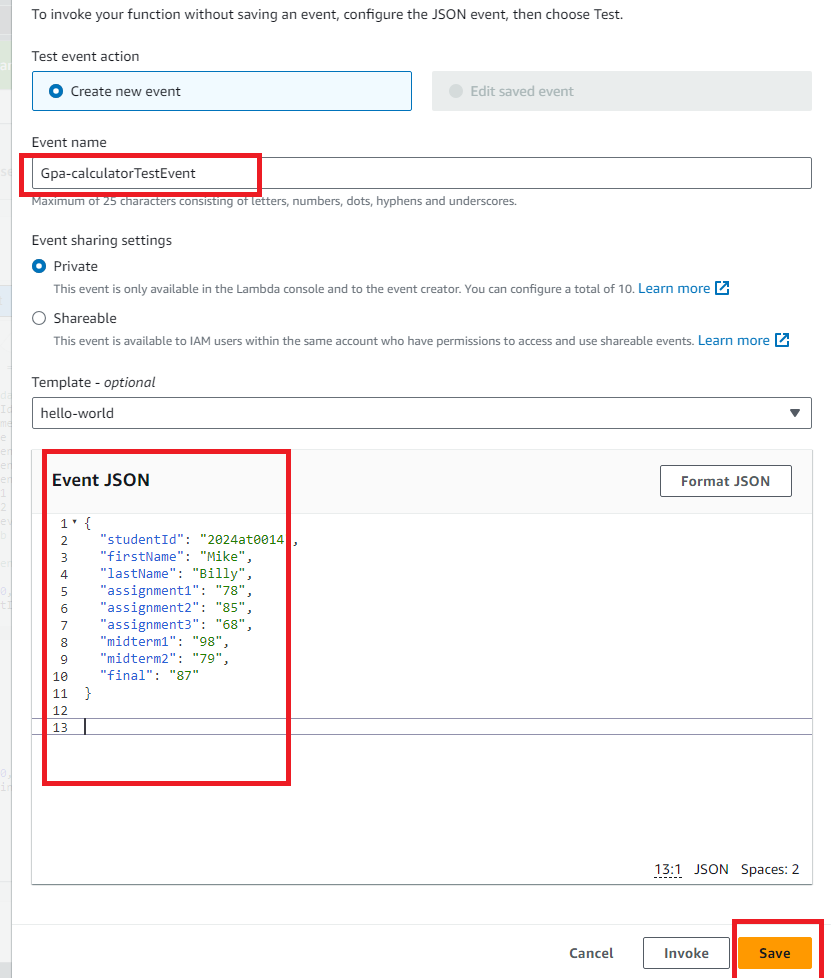 To invoke your function without saving an event, configure the JSON event, then choose Test.
Test event action
Create new event
Edit saved event
Event name
Gpa-calculatorTestEvent
Maximum of 25 characters consisting of letters, numbers, dots, hyphens and underscores.
Event sharing settings
Private
This event is only available in the Lambda console and to the event creator. You can configure a total of 10. Learn more
Shareable
This event is available to IAM users within the same account who have permissions to access and use shareable events. Learn more
Template - optional
hello-world
Event JSON
Format JSON
1 {
2 "studentId": "2024at0014",
3 "firstName": "Mike",
4 "lastName": "Billy",
5 "assignment1": "78",
6 "assignment2": "85",
7 "assignment3": "68",
8 "midterm1": "98",
9 "midterm2": "79",
10 "final": "87"
11 }
12
13
13:1 JSON Spaces: 2
Cancel
Invoke
Save